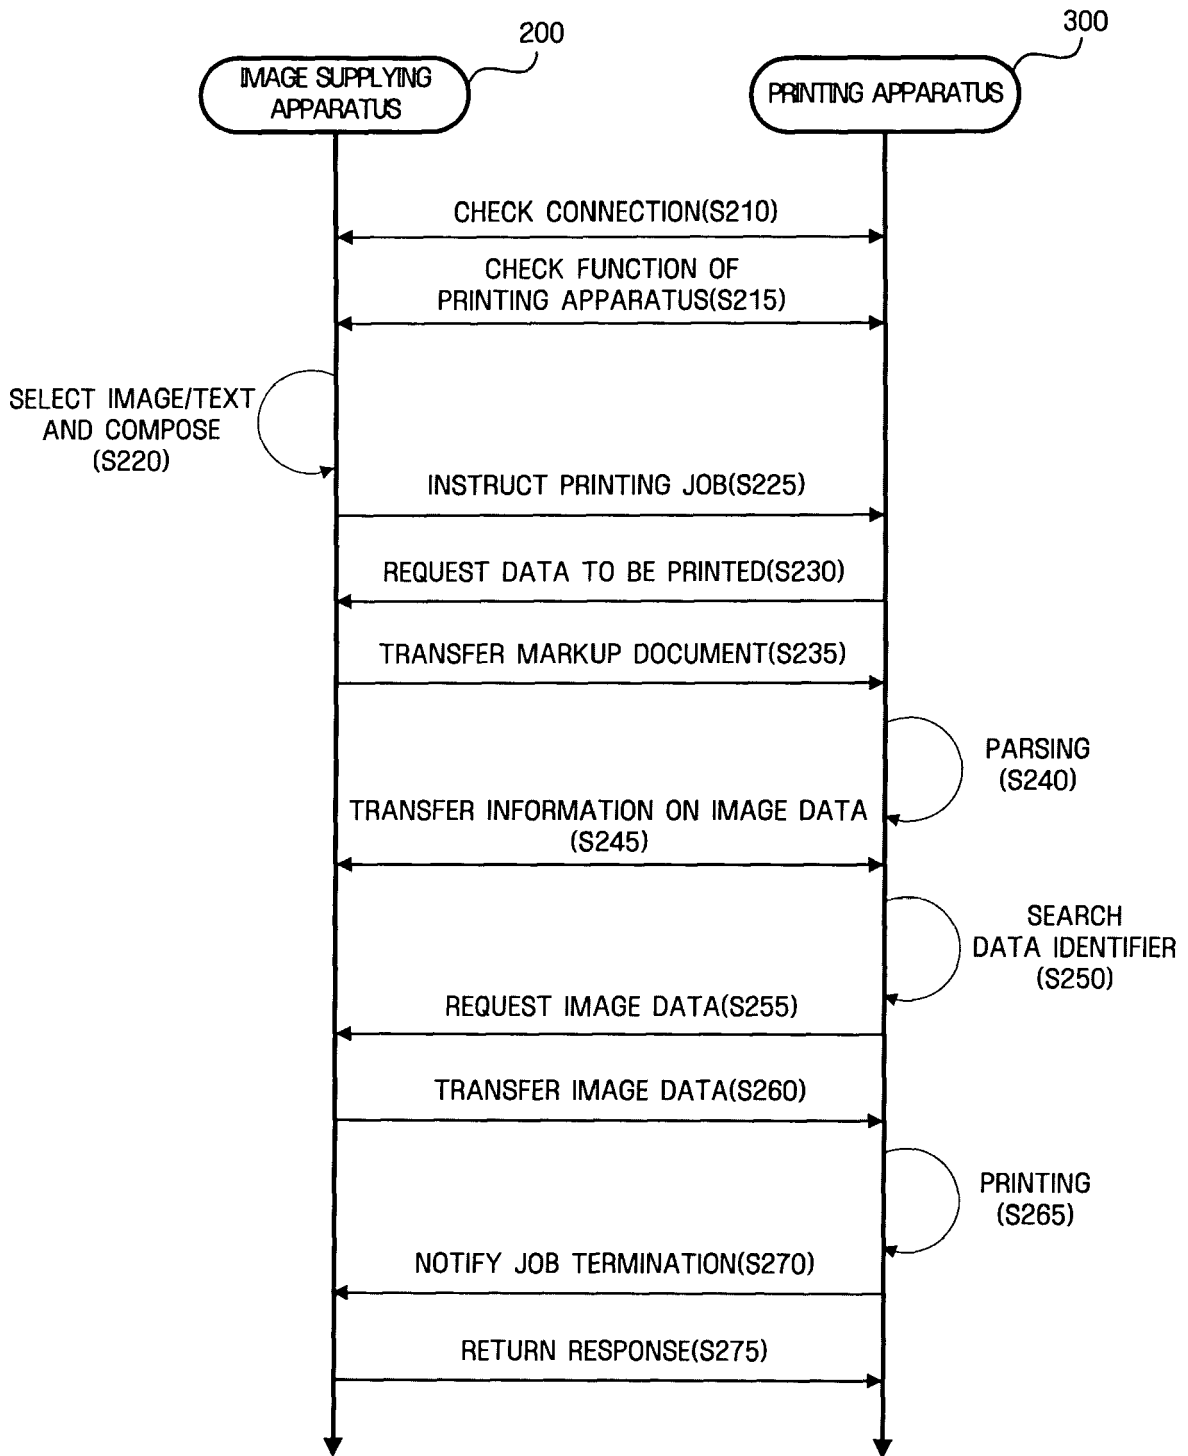 200
300
IMAGE SUPPLYING
APPARATUS
PRINTING APPARATUS
CHECK CONNECTION(S210)
CHECK FUNCTION OF
PRINTING APPARATUS(S215)
SELECT IMAGE/TEXT
AND COMPOSE
(S220)
INSTRUCT PRINTING JOB(S225)
REQUEST DATA TO BE PRINTED(S230)
TRANSFER MARKUP DOCUMENT(S235)
PARSING
(S240)
TRANSFER INFORMATION ON IMAGE DATA
(S245)
SEARCH
DATA IDENTIFIER
(S250)
REQUEST IMAGE DATA(S255)
TRANSFER IMAGE DATA(S260)
PRINTING
(S265)
NOTIFY JOB TERMINATION(S270)
RETURN RESPONSE(S275)